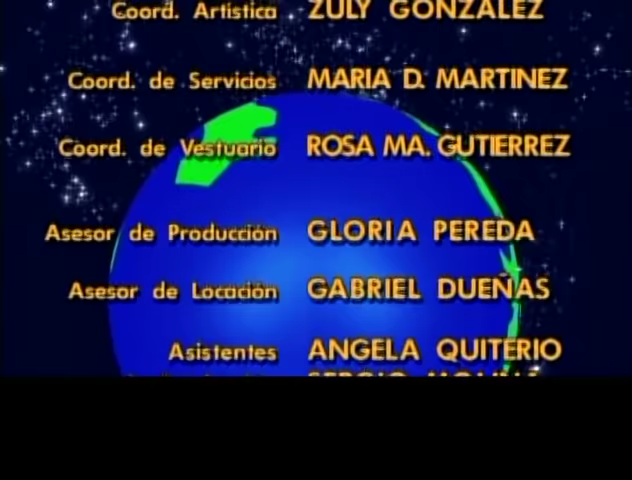 Coord. Artística ZULY GONZALEZ
Coord. de Servicios MARIA D. MARTINEZ
Coord. de Vestuario ROSA MA. GUTIERREZ
Asesor de Producción GLORIA PEREDA
Asesor de Locación GABRIEL DUEÑAS
Asistentes ANGELA QUITERIO